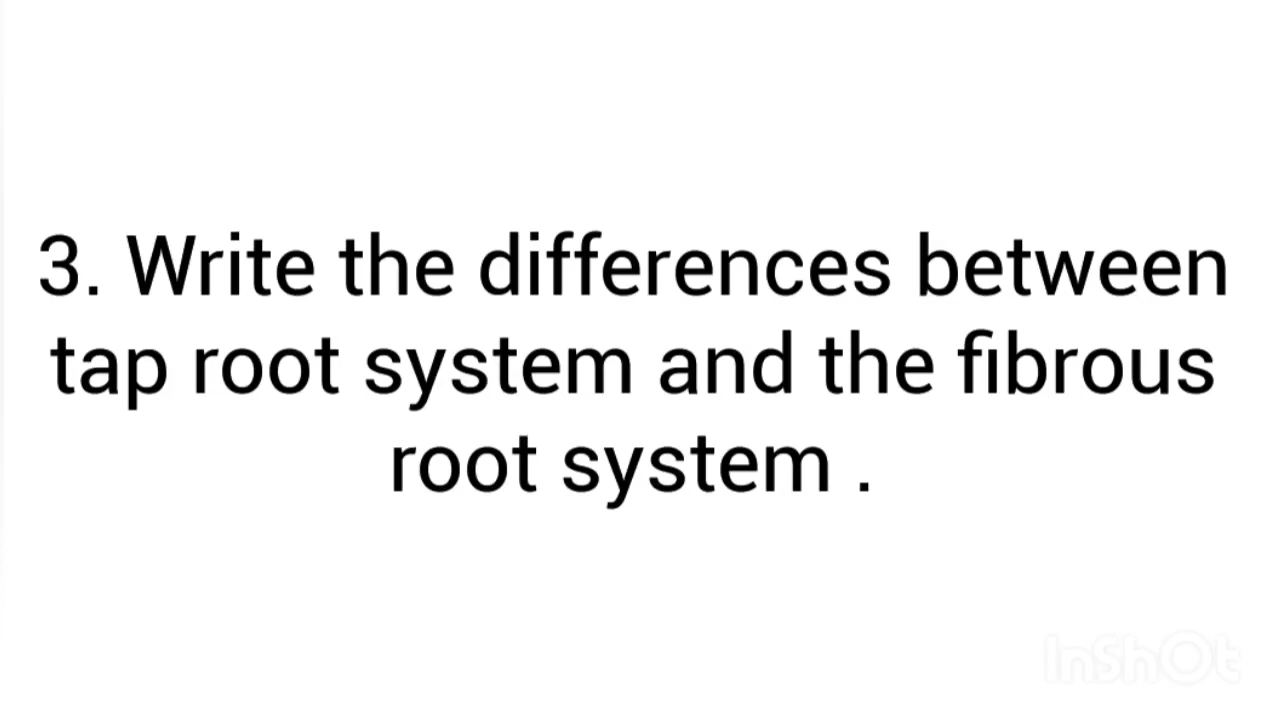 3. Write the differences between
tap root system and the fibrous
root system .
InShOt